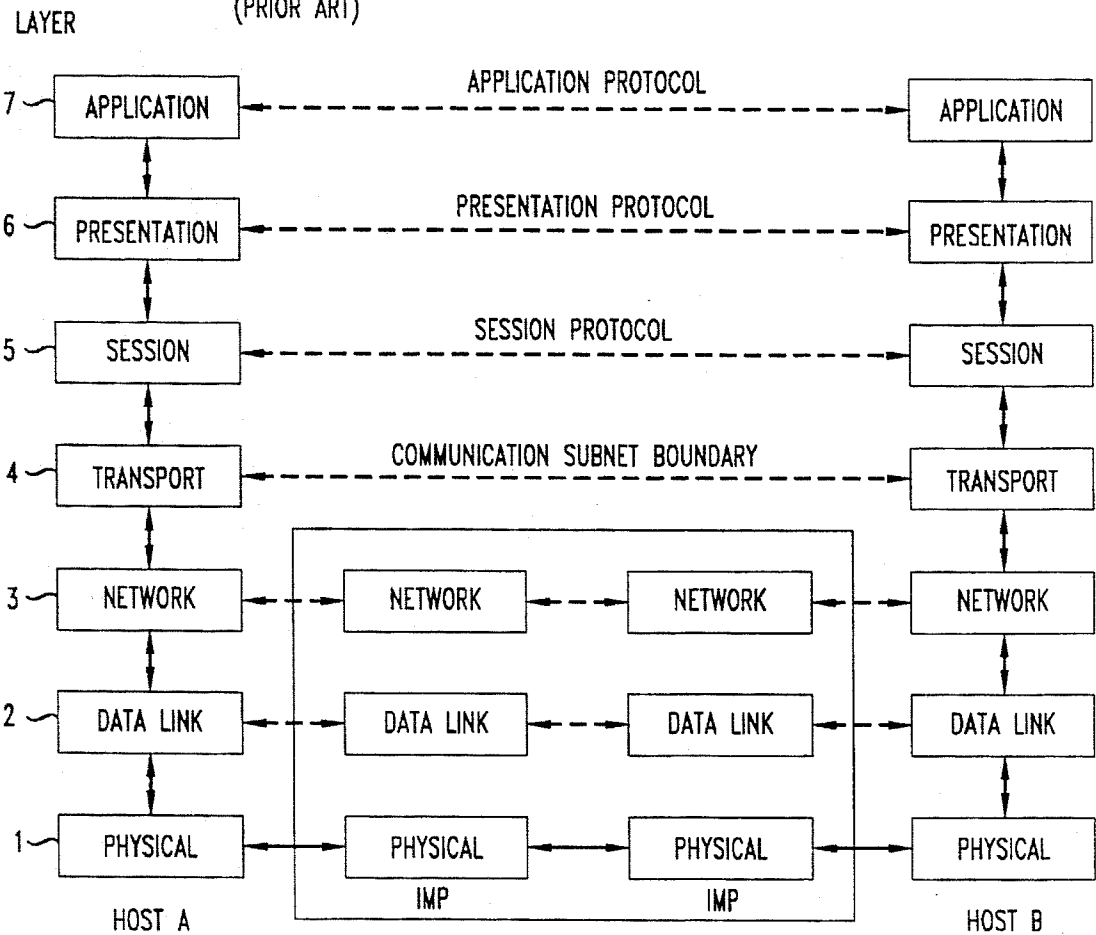 (PRIOR ART)
LAYER
7 APPLICATION APPLICATION PROTOCOL APPLICATION
6 PRESENTATION PRESENTATION PROTOCOL PRESENTATION
5 SESSION SESSION PROTOCOL SESSION
4 TRANSPORT COMMUNICATION SUBNET BOUNDARY TRANSPORT
3 NETWORK NETWORK NETWORK NETWORK
2 DATA LINK DATA LINK DATA LINK DATA LINK
1 PHYSICAL PHYSICAL PHYSICAL PHYSICAL
IMP IMP
HOST A HOST B